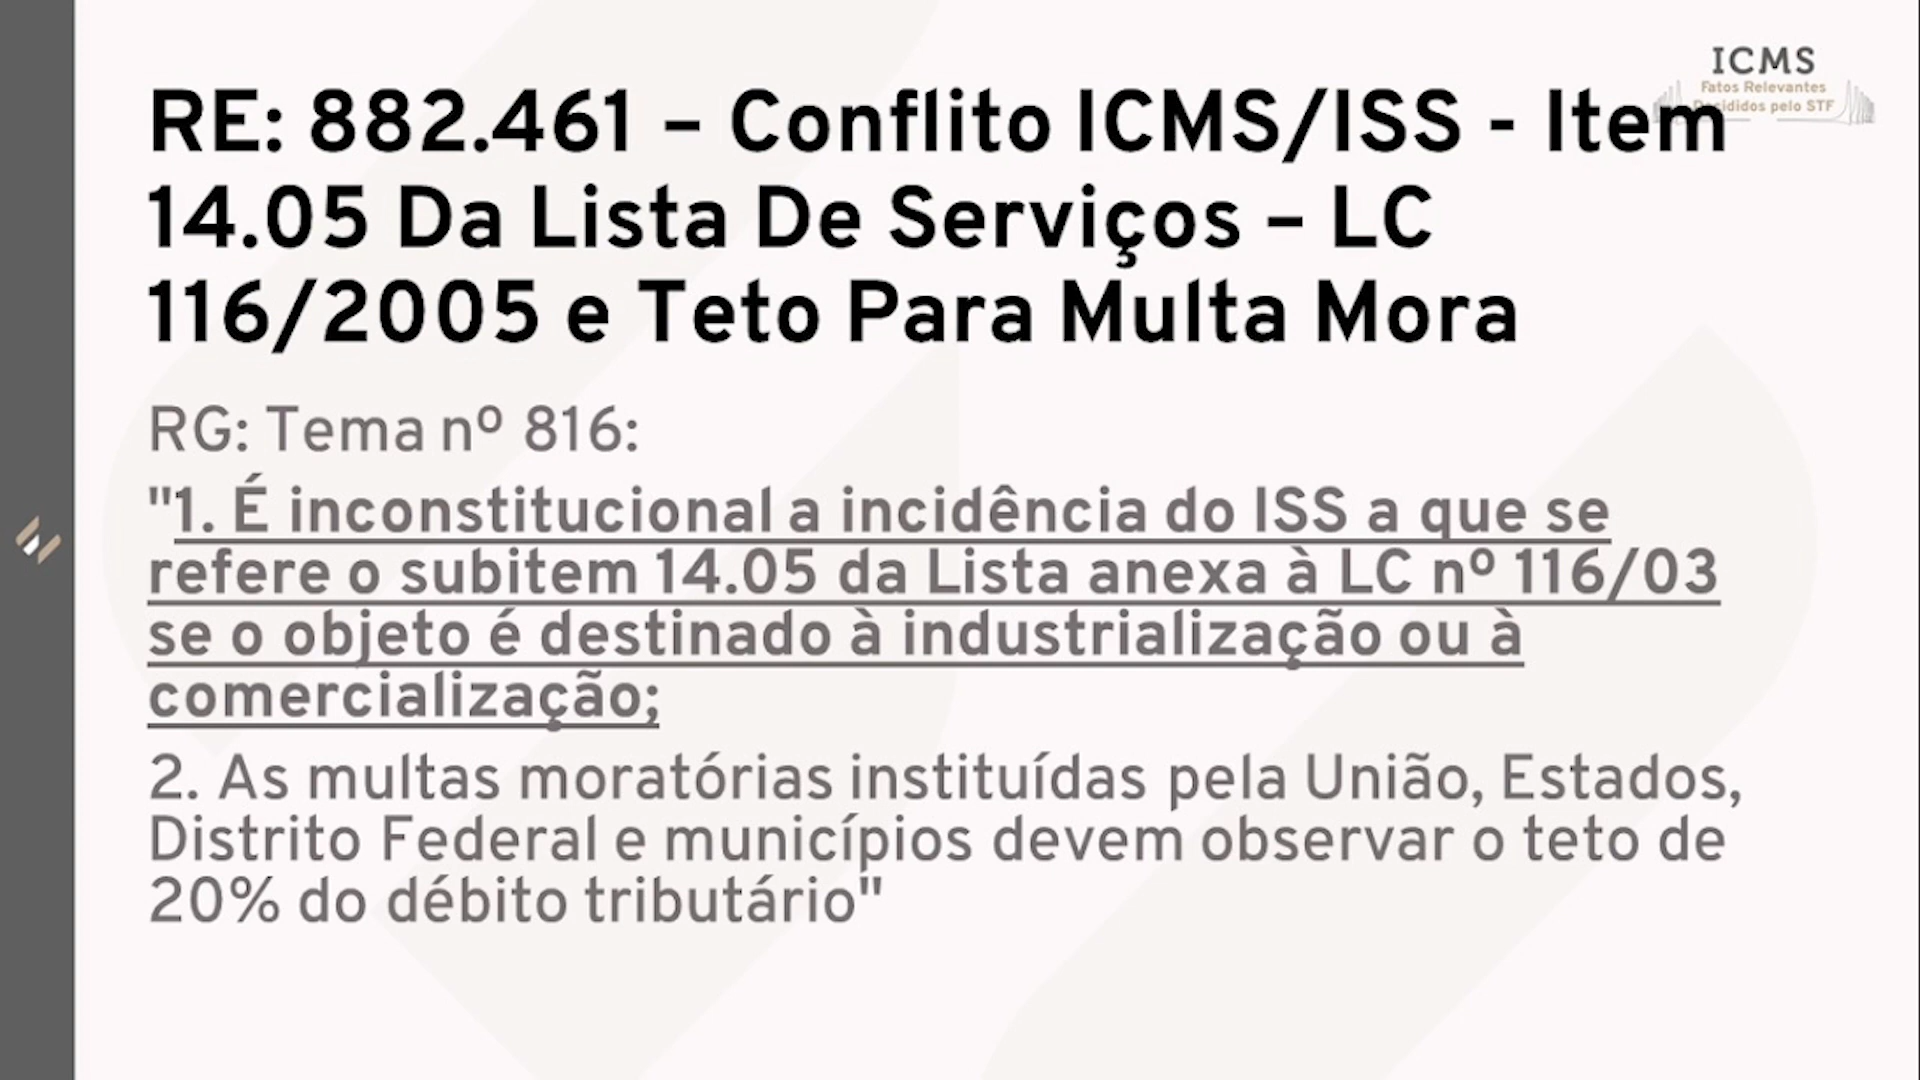 ICMS
Fatos Relevantes
Decididos pelo STF
RE: 882.461 – Conflito ICMS/ISS - Item
14.05 Da Lista De Serviços – LC
116/2005 e Teto Para Multa Mora
RG: Tema nº 816:
"1. É inconstitucional a incidência do ISS a que se
refere o subitem 14.05 da Lista anexa à LC nº 116/03
se o objeto é destinado à industrialização ou à
comercialização;
2. As multas moratórias instituídas pela União, Estados,
Distrito Federal e municípios devem observar o teto de
20% do débito tributário"